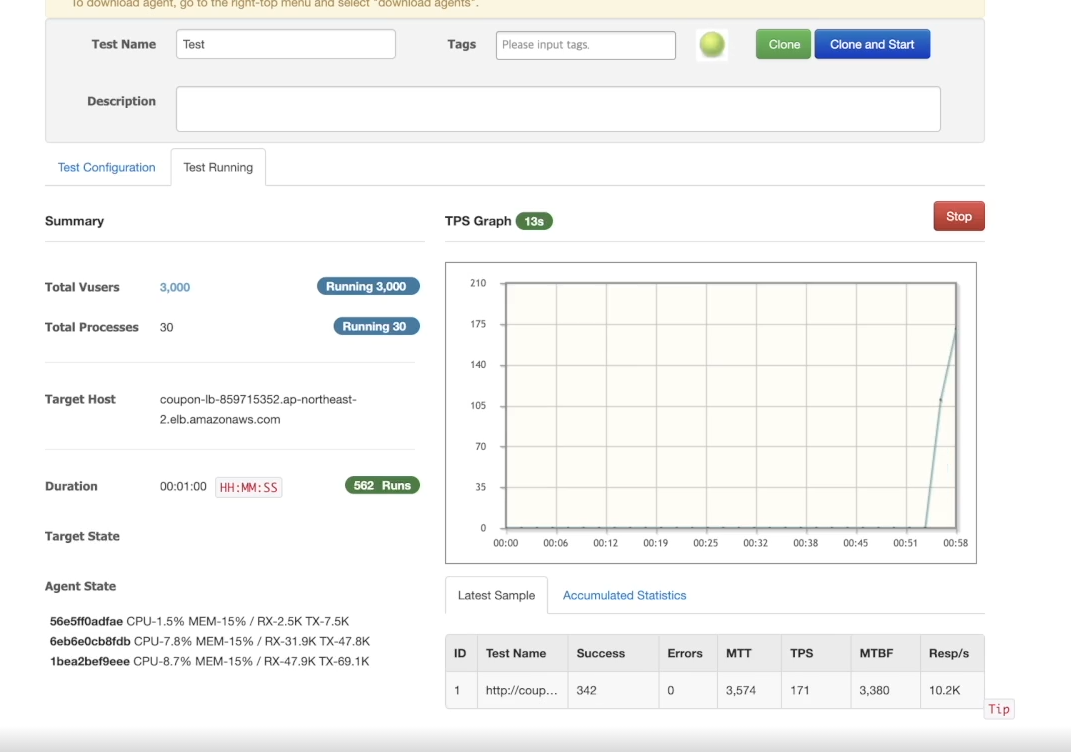 To download agent, go to the right-top menu and select "download agents".
Test Name Test Tags Please input tags. Clone Clone and Start
Description
Test Configuration Test Running
Summary TPS Graph 13s Stop
Total Vusers 3,000 Running 3,000
Total Processes 30 Running 30
Target Host coupon-lb-859715352.ap-northeast-
2.elb.amazonaws.com
Duration 00:01:00 HH:MM:SS 562 Runs
Target State
Agent State
56e5ff0adfae CPU-1.5% MEM-15% / RX-2.5K TX-7.5K
6eb6e0cb8fdb CPU-7.8% MEM-15% / RX-31.9K TX-47.8K
1bea2bef9eee CPU-8.7% MEM-15% / RX-47.9K TX-69.1K
210
175
140
105
70
35
0
00:00 00:06 00:12 00:19 00:25 00:32 00:38 00:45 00:51 00:58
Latest Sample Accumulated Statistics
ID Test Name Success Errors MTT TPS MTBF Resp/s
1 http://coup... 342 0 3,574 171 3,380 10.2K
Tip